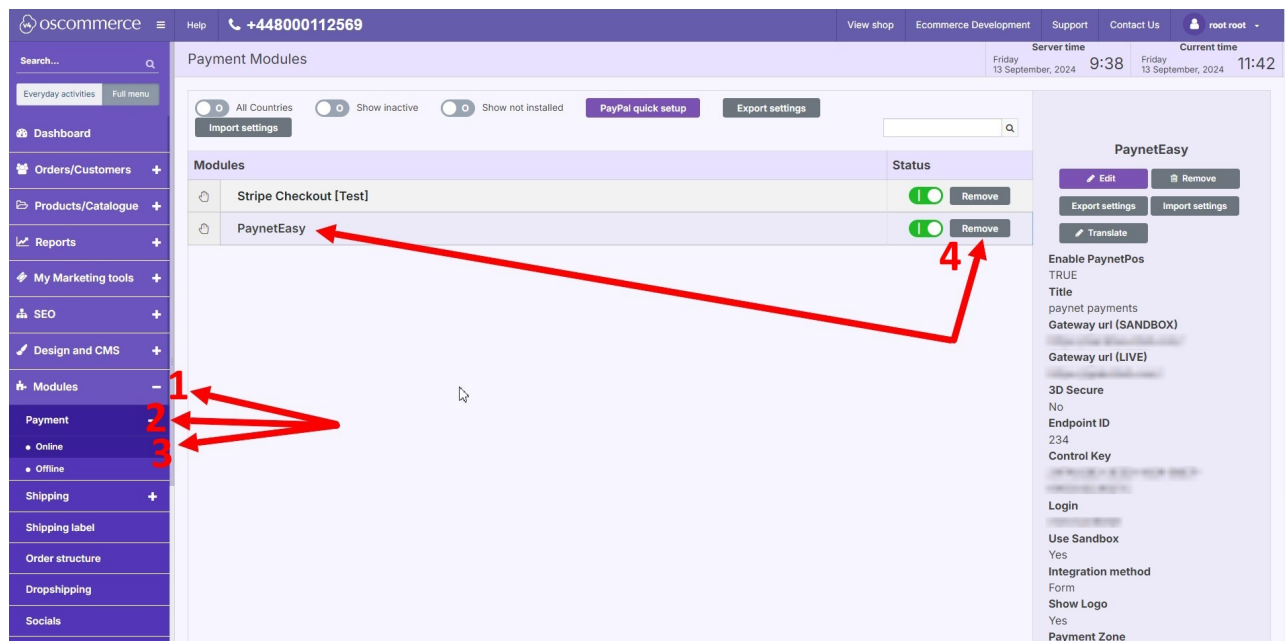 oscommerce
Help
+448000112569
View shop
Ecommerce Development
Support
Contact Us
root root
Search...
Everyday activities
Full menu
Dashboard
Orders/Customers
Products/Catalogue
Reports
My Marketing tools
SEO
Design and CMS
Modules
1
Payment
2
Online
3
Offline
Shipping
Shipping label
Order structure
Dropshipping
Socials
Payment Modules
Server time
Friday
13 September, 2024
9:38
Current time
Friday
13 September, 2024
11:42
All Countries
Show inactive
Show not installed
PayPal quick setup
Export settings
Import settings
Modules
Status
Stripe Checkout [Test]
Remove
PaynetEasy
Remove
4
PaynetEasy
Edit
Remove
Export settings
Import settings
Translate
Enable PaynetPos
TRUE
Title
paynet payments
Gateway url (SANDBOX)
Gateway url (LIVE)
3D Secure
No
Endpoint ID
234
Control Key
Login
Use Sandbox
Yes
Integration method
Form
Show Logo
Yes
Payment Zone